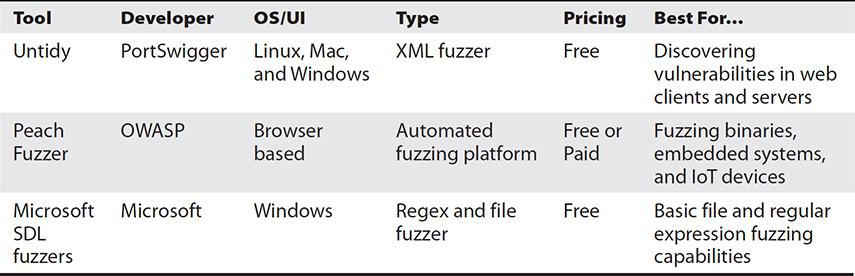 Tool Developer OS/UI Type Pricing Best For...
Untidy PortSwigger Linux, Mac, XML fuzzer Free Discovering
and Windows vulnerabilities in web
clients and servers
Peach OWASP Browser Automated Free or Fuzzing binaries,
Fuzzer based fuzzing platform Paid embedded systems,
and IoT devices
Microsoft Microsoft Windows Regex and file Free Basic file and regular
SDL fuzzer expression fuzzing
fuzzers capabilities